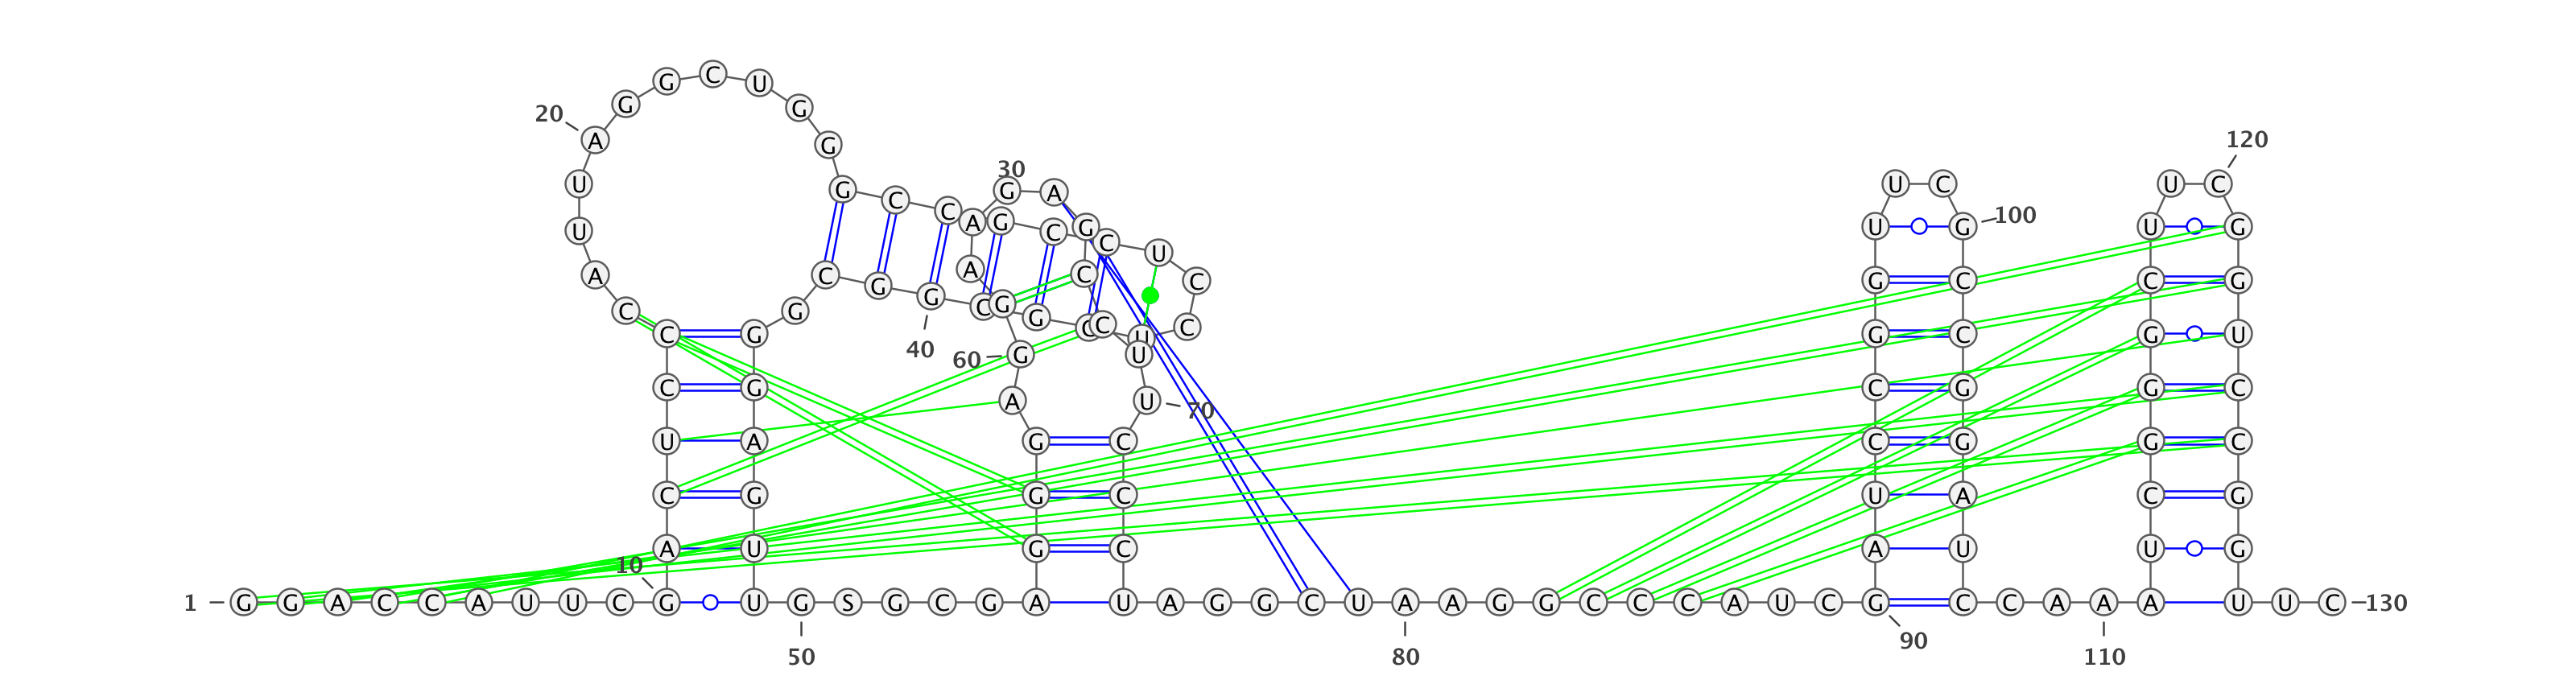 1
G G A C C A U U C
10
G A C U C C C A U U
20
A G G C U G G G C C
30
G C C U C C U C G C
40
G G C G G G A G U U
50
G S G C G A G G G A
60
G G A A G A G C C U
70
U C C C U A G G C U
80
A A G G C C C A U C
90
G A U C C G G U U C
100
G C C G G A U C C A
110
A A U C G G G C U U
120
C G G U C C G G U U C
130